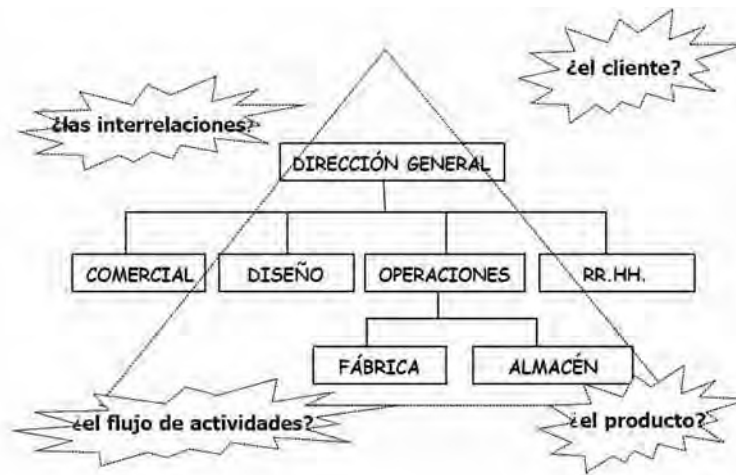 ¿el cliente?
¿las interrelaciones?
DIRECCIÓN GENERAL
COMERCIAL
DISEÑO
OPERACIONES
RR.HH.
FÁBRICA
ALMACÉN
¿el flujo de actividades?
¿el producto?